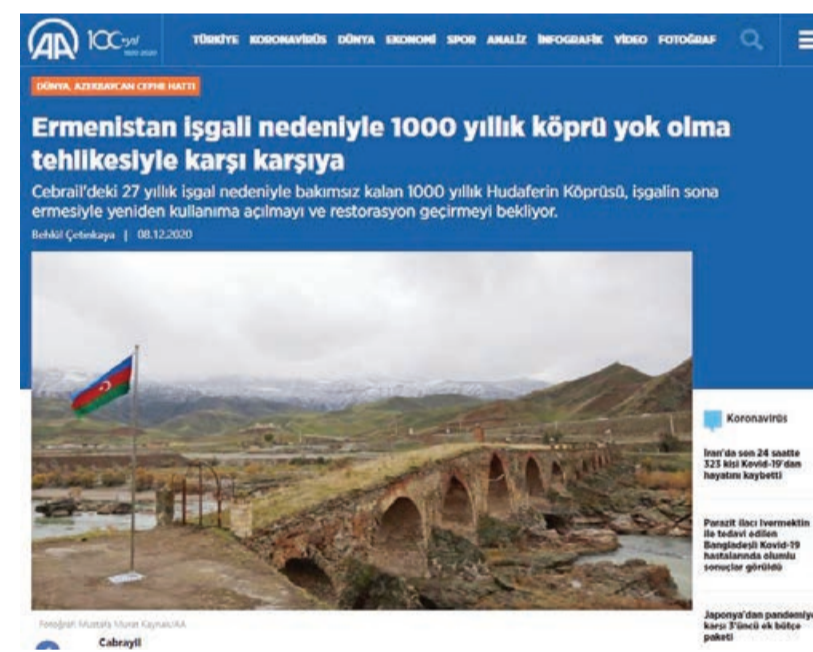 AA 100 yıl
1920-2020
TÜRKİYE KORONAVİRÜS DÜNYA EKONOMİ SPOR ANALİZ İNFOGRAFİK VİDEO FOTOĞRAF
DÜNYA, AZERBAYCAN CEPHE HATTI
Ermenistan işgali nedeniyle 1000 yıllık köprü yok olma
tehlikesiyle karşı karşıya
Cebrail'deki 27 yıllık işgal nedeniyle bakımsız kalan 1000 yıllık Hudaferin Köprüsü, işgalin sona
ermesiyle yeniden kullanıma açılmayı ve restorasyon geçirmeyi bekliyor.
Behlül Çetinkaya | 08.12.2020
Fotoğraf: Mustafa Murat Kaynak/AA
Cabrayıl
Koronavirüs
İran'da son 24 saatte
323 kişi Kovid-19'dan
hayatını kaybetti
Parazit ilacı Ivermektin
ile tedavi edilen
Bangladeşli Kovid-19
hastalarında olumlu
sonuçlar görüldü
Japonya'dan pandemiye
karşı 3'üncü ek bütçe
paketi